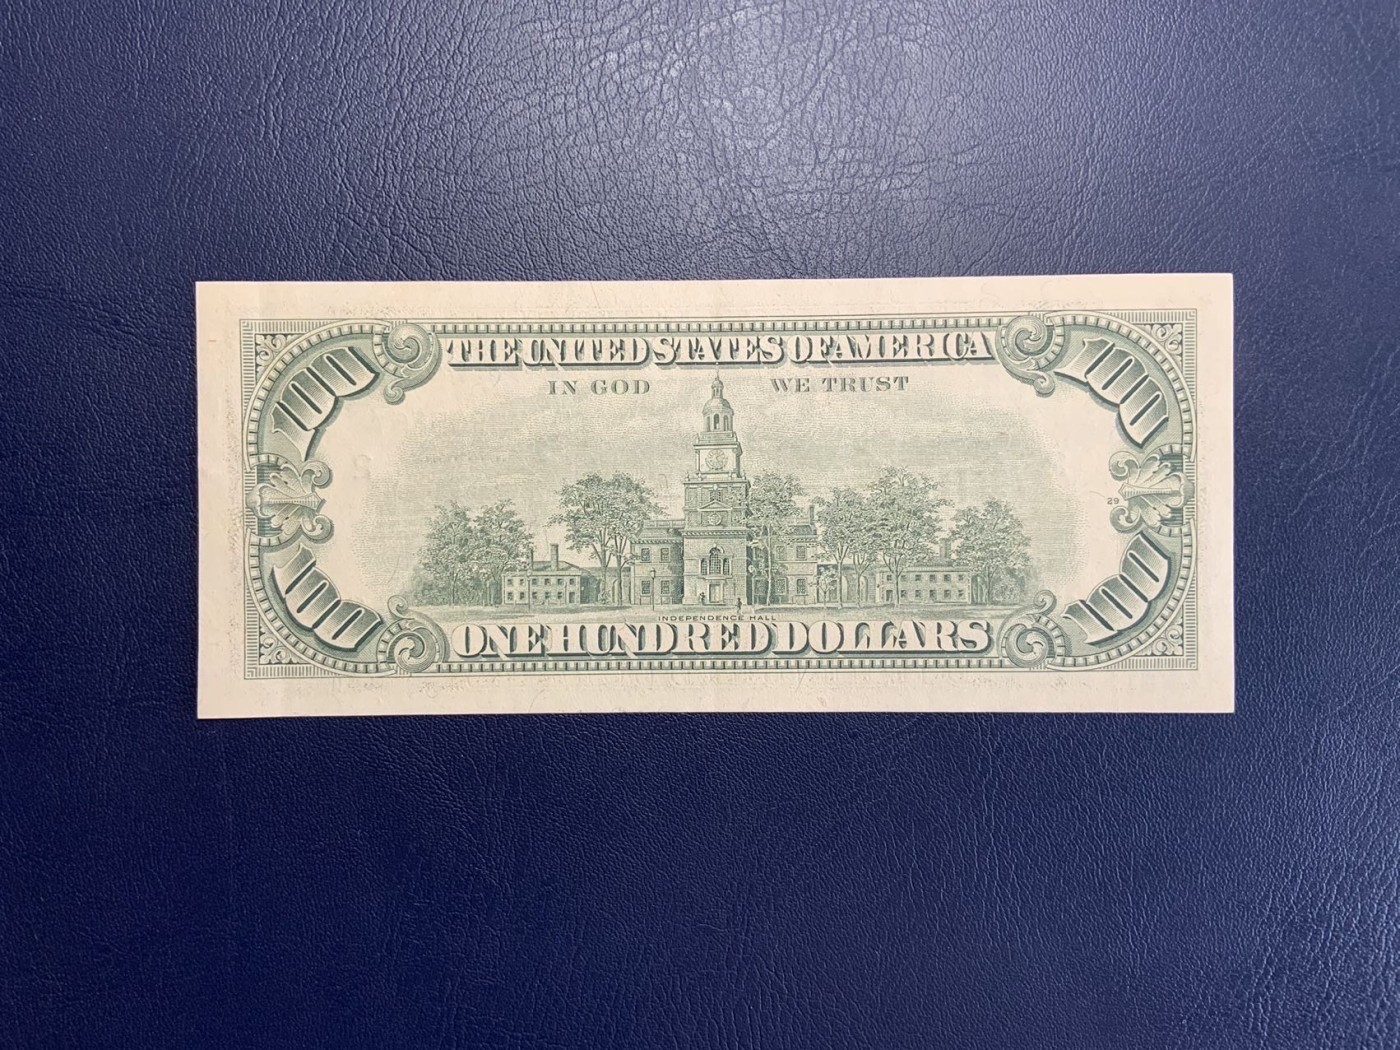 100 THE UNITED STATES OF AMERICA 100
IN GOD WE TRUST
29
INDEPENDENCE HALL
100 ONE HUNDRED DOLLARS 100